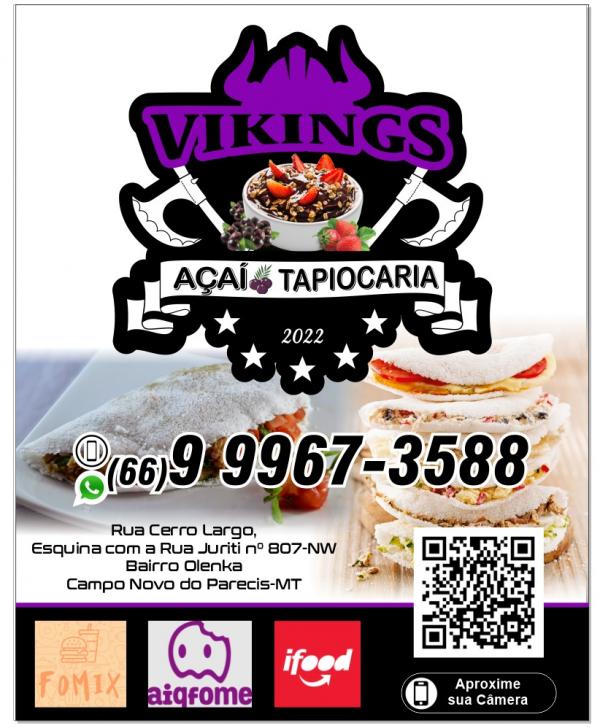 VIKINGS
AÇAÍ TAPIOCARIA
2022
(66)9 9967-3588
Rua Cerro Largo,
Esquina com a Rua Juriti nº 807-NW
Bairro Olenka
Campo Novo do Parecis-MT
FOMIX
aiqfome
ifood
Aproxime
sua Câmera